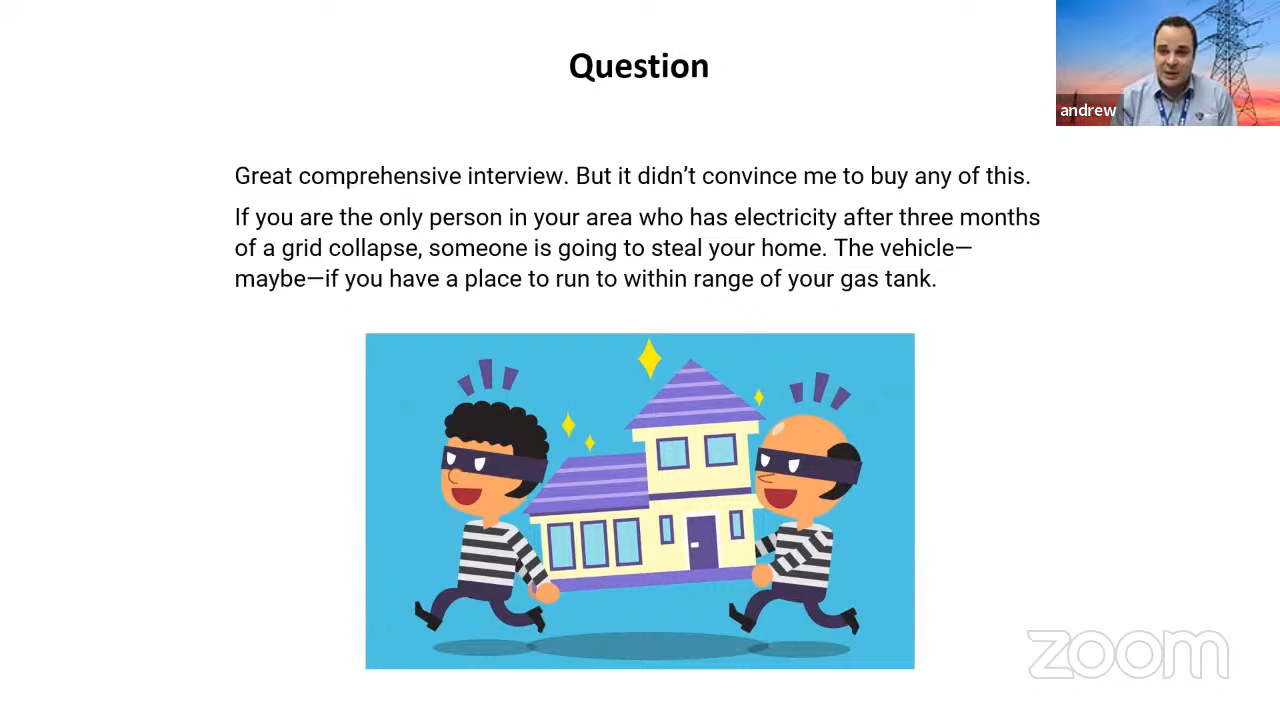 Question
andrew
Great comprehensive interview. But it didn’t convince me to buy any of this.
If you are the only person in your area who has electricity after three months
of a grid collapse, someone is going to steal your home. The vehicle—
maybe—if you have a place to run to within range of your gas tank.
zoom